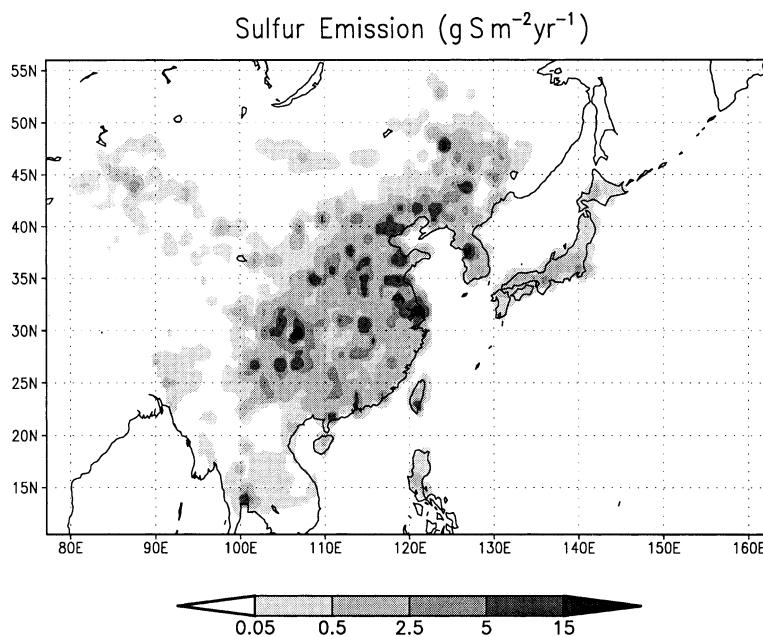 Sulfur Emission (g S m⁻²yr⁻¹)
55N
50N
45N
40N
35N
30N
25N
20N
15N
80E 90E 100E 110E 120E 130E 140E 150E 160E
0.05 0.5 2.5 5 15